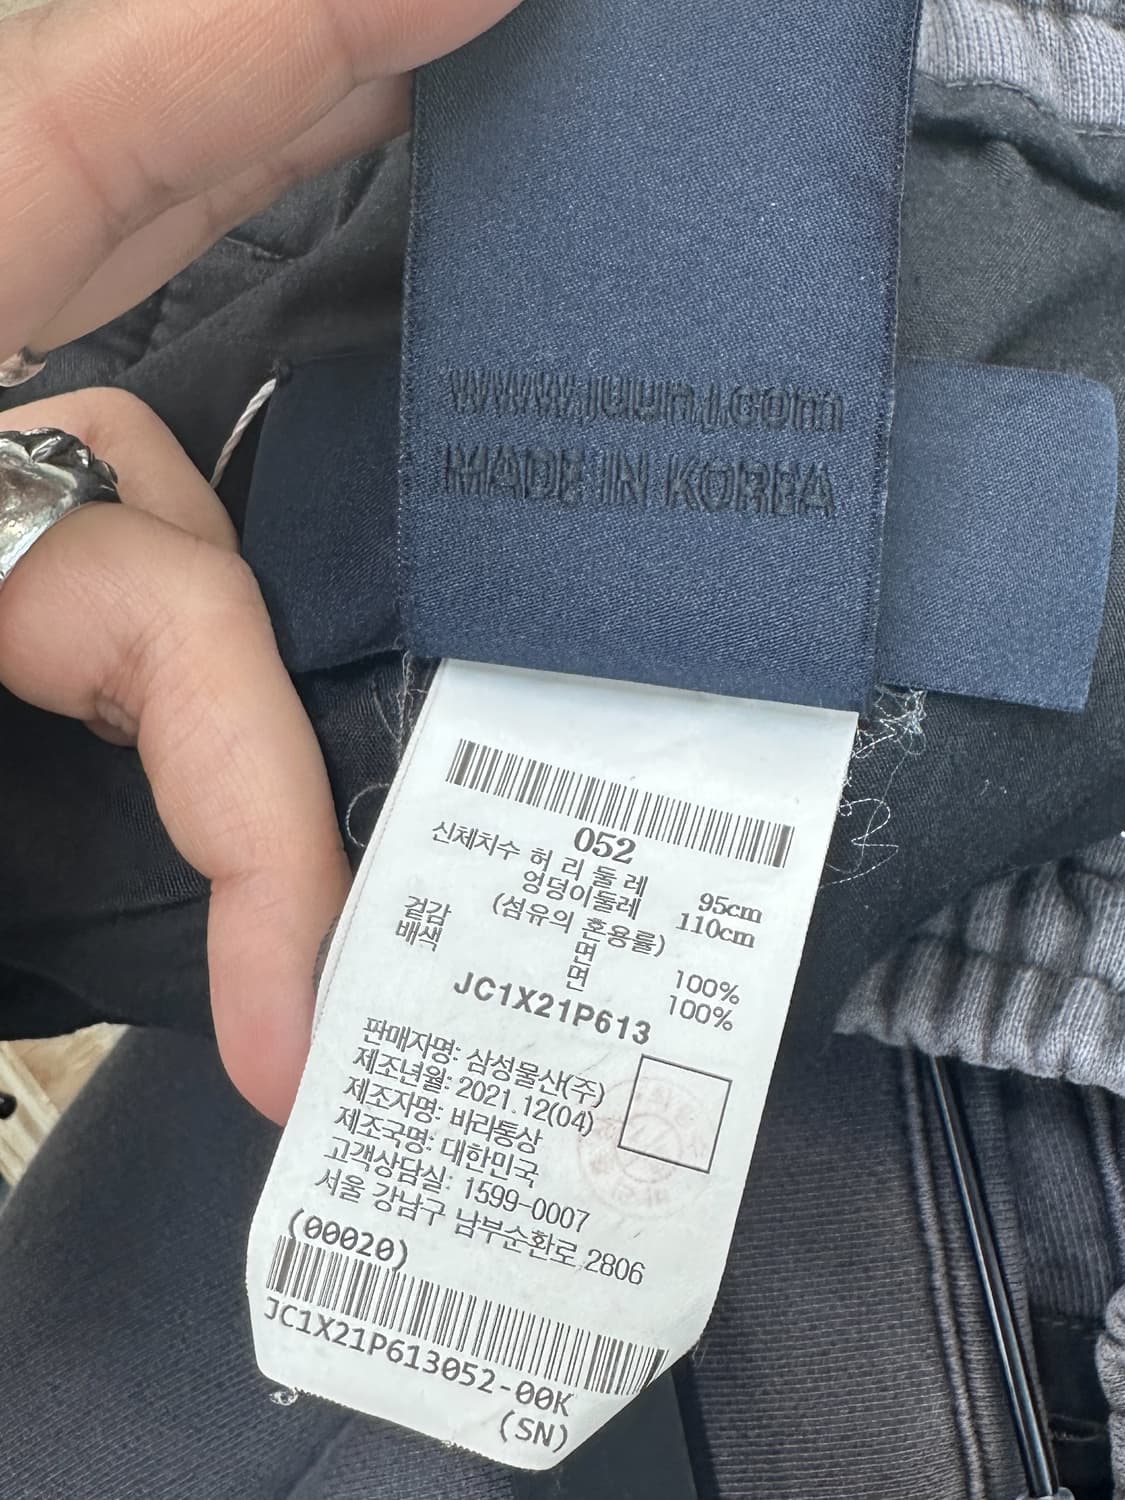 www.juunj.com
MADE IN KOREA
052
신체치수 허 리 둘 레 95cm
엉덩이둘레 110cm
(섬유의 혼용률)
겉감 면 100%
배색 면 100%
JC1X21P613
판매자명: 삼성물산(주)
제조년월: 2021.12(04)
제조자명: 바라통상
제조국명: 대한민국
고객상담실: 1599-0007
서울 강남구 남부순환로 2806
(00020)
JC1X21P613052-00K
(SN)